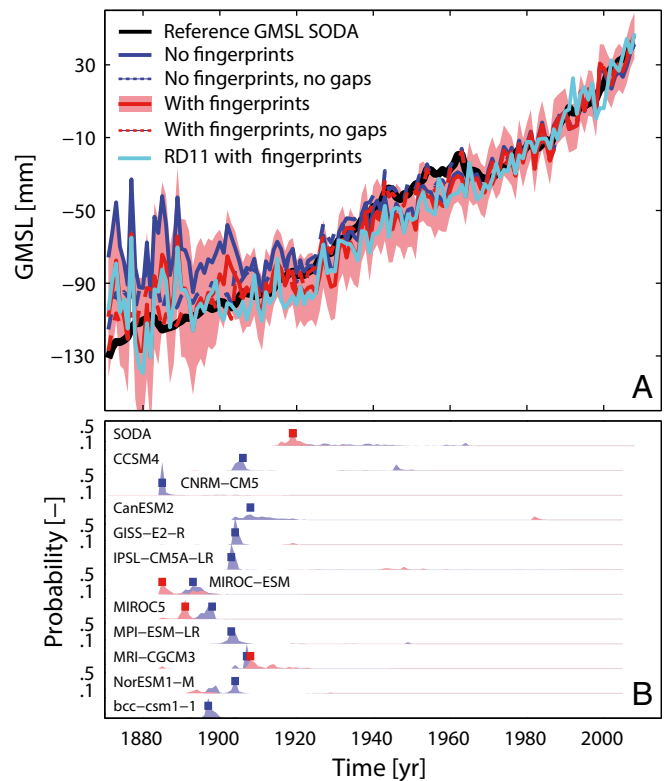 Reference GMSL SODA
No fingerprints
No fingerprints, no gaps
With fingerprints
With fingerprints, no gaps
RD11 with fingerprints
30
−10
−50
−90
−130
GMSL [mm]
A
.5
.1
SODA
CCSM4
.5
.1
CNRM−CM5
CanESM2
.5
.1
GISS−E2−R
IPSL−CM5A−LR
.5
.1
MIROC−ESM
MIROC5
.5
.1
MPI−ESM−LR
MRI−CGCM3
.5
.1
NorESM1−M
bcc−csm1−1
Probability [−]
B
1880
1900
1920
1940
1960
1980
2000
Time [yr]